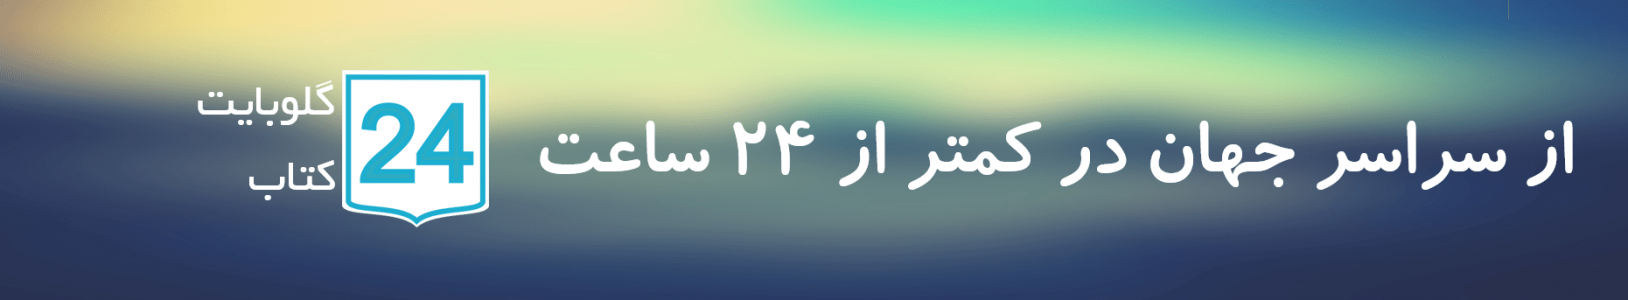 از سراسر جهان در کمتر از ۲۴ ساعت
24
گلوبایت
کتاب